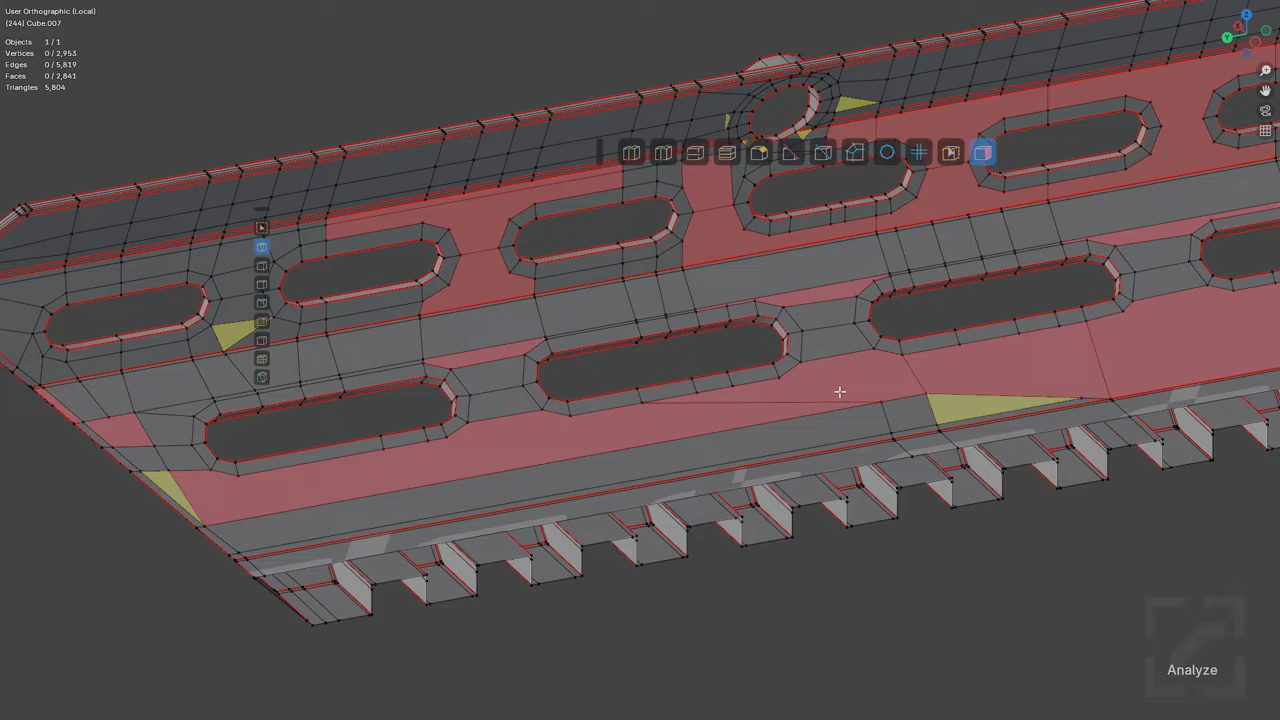 User Orthographic (Local)
(244) Cube.007
Objects 1 / 1
Vertices 0 / 2,953
Edges 0 / 5,819
Faces 0 / 2,841
Triangles 5,804
Z
X
Y
Analyze